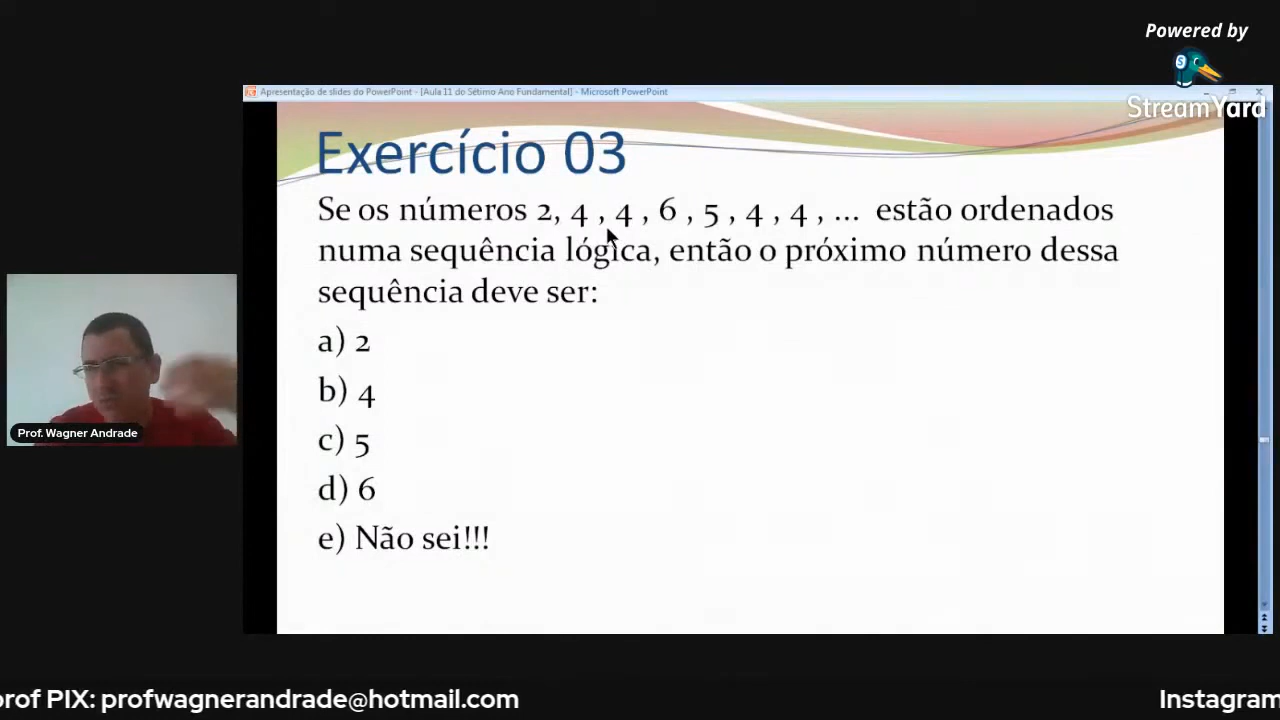 Powered by
StreamYard
Apresentação de slides do PowerPoint - [Aula 11 do Sétimo Ano Fundamental] - Microsoft PowerPoint
Exercício 03
Se os números 2, 4 , 4 , 6 , 5 , 4 , 4 , ... estão ordenados
numa sequência lógica, então o próximo número dessa
sequência deve ser:
a) 2
b) 4
c) 5
d) 6
e) Não sei!!!
Prof. Wagner Andrade
prof PIX: profwagnerandrade@hotmail.com
Instagram